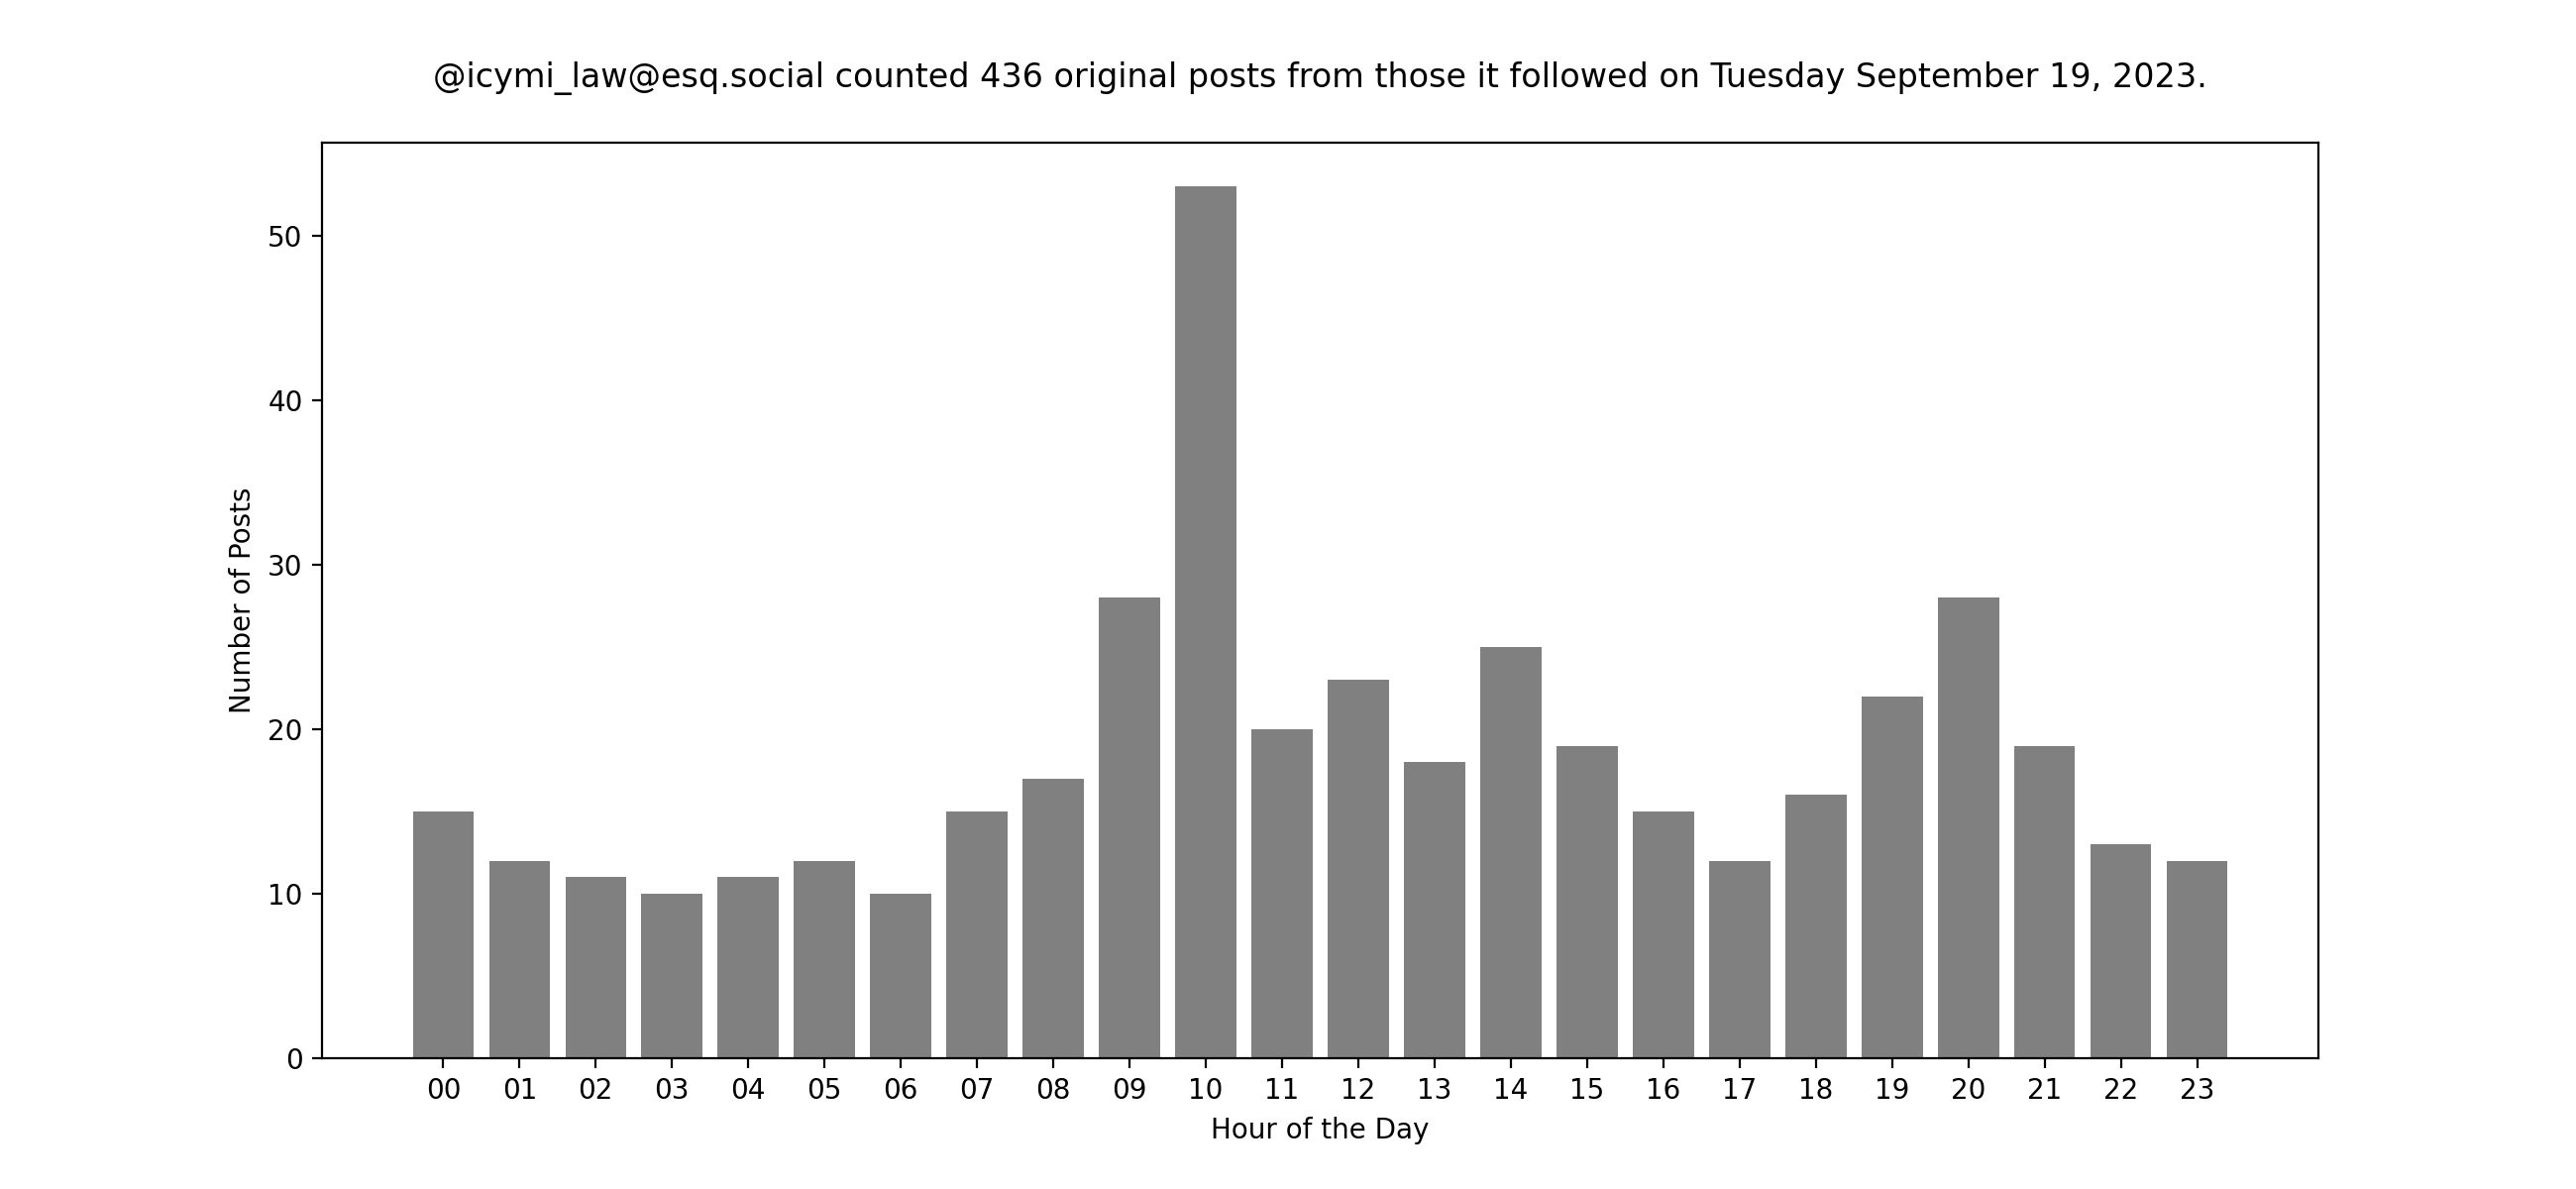 @icymi_law@esq.social counted 436 original posts from those it followed on Tuesday September 19, 2023.
Number of Posts
50
40
30
20
10
0
00 01 02 03 04 05 06 07 08 09 10 11 12 13 14 15 16 17 18 19 20 21 22 23
Hour of the Day